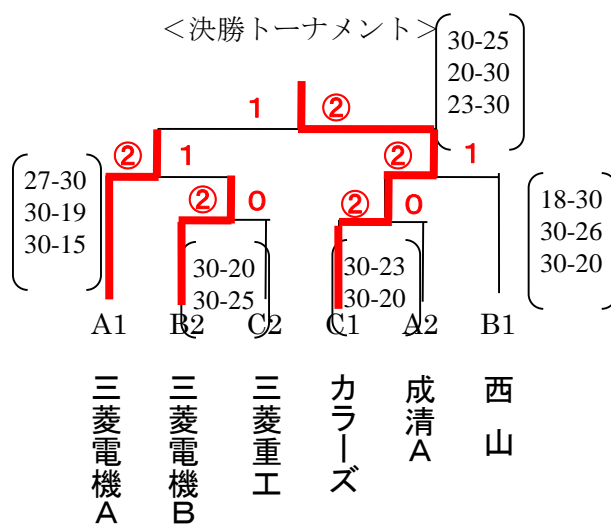 ＜決勝トーナメント＞
30-25
20-30
23-30
1 ②
② 1 ② 1
27-30
30-19
30-15
② 0 ② 0
18-30
30-26
30-20
30-20
30-25
30-23
30-20
A1 B2 C2 C1 A2 B1
三菱電機A
三菱電機B
三菱重工
カラーズ
成清A
西山